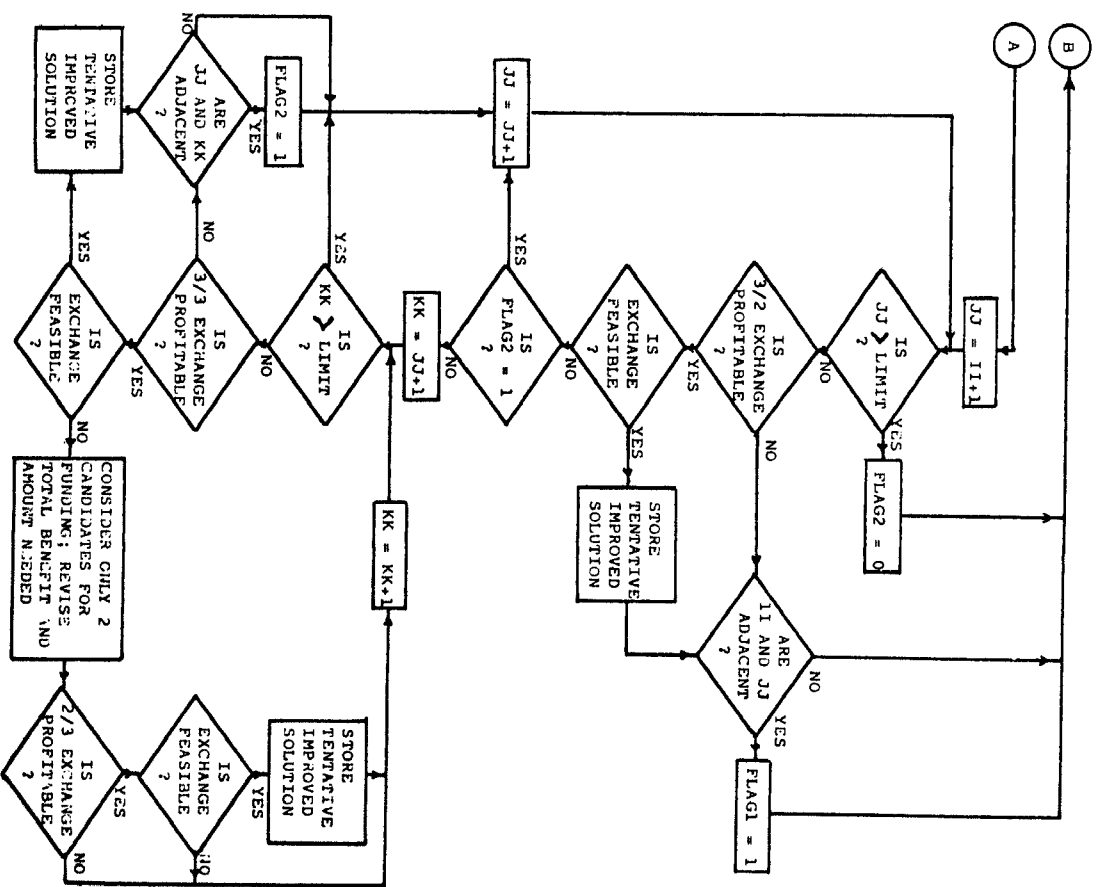 B
A
JJ = II+1
IS
JJ > LIMIT
?
YES
FLAG2 = 0
NO
IS
3/2 EXCHANGE
PROFITABLE
?
NO
ARE
II AND JJ
ADJACENT
?
NO
YES
FLAG1 = 1
YES
IS
EXCHANGE
FEASIBLE
?
YES
STORE
TENTATIVE
IMPROVED
SOLUTION
NO
IS
FLAG2 = 1
?
YES
JJ = JJ+1
NO
KK = JJ+1
KK = KK+1
IS
KK > LIMIT
?
YES
NO
FLAG2 = 1
YES
ARE
JJ AND KK
ADJACENT
?
NO
IS
3/3 EXCHANGE
PROFITABLE
?
NO
YES
STORE
TENTATIVE
IMPROVED
SOLUTION
IS
EXCHANGE
FEASIBLE
?
YES
NO
CONSIDER ONLY 2
CANDIDATES FOR
FUNDING; REVISE
TOTAL BENEFIT AND
AMOUNT NEEDED
IS
2/3 EXCHANGE
PROFITABLE
?
YES
NO
IS
EXCHANGE
FEASIBLE
?
YES
NO
STORE
TENTATIVE
IMPROVED
SOLUTION